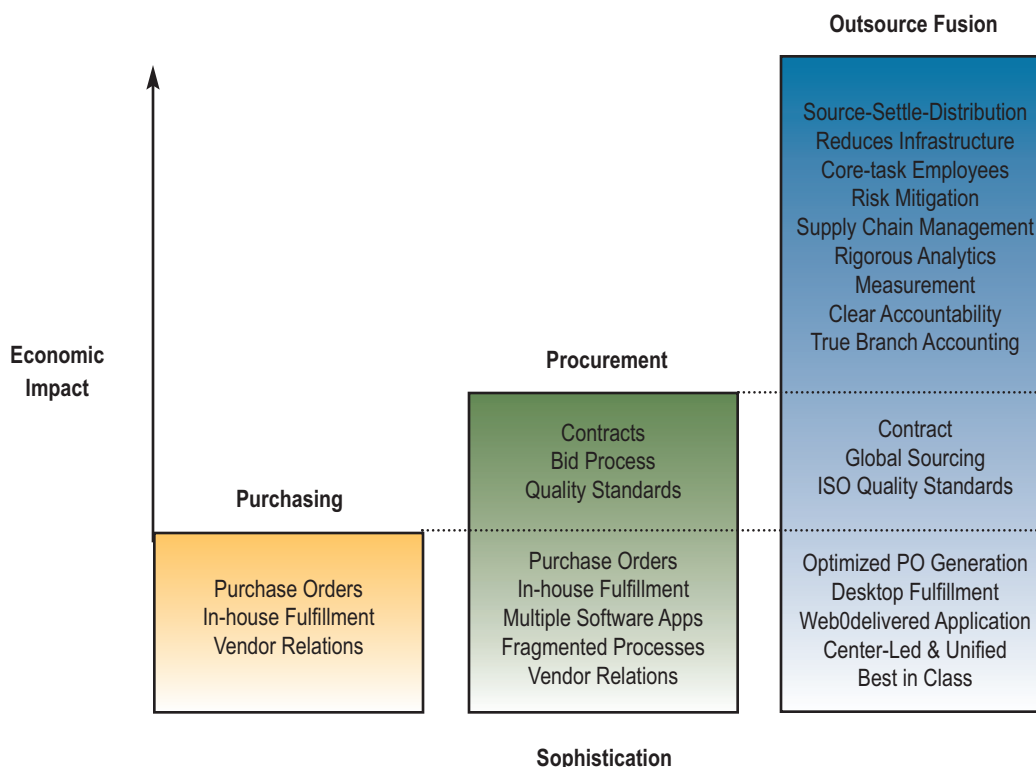 Outsource Fusion
Source-Settle-Distribution
Reduces Infrastructure
Core-task Employees
Risk Mitigation
Supply Chain Management
Rigorous Analytics
Measurement
Clear Accountability
True Branch Accounting
Economic
Impact
Procurement
Contracts
Bid Process
Quality Standards
Contract
Global Sourcing
ISO Quality Standards
Purchasing
Purchase Orders
In-house Fulfillment
Vendor Relations
Purchase Orders
In-house Fulfillment
Multiple Software Apps
Fragmented Processes
Vendor Relations
Optimized PO Generation
Desktop Fulfillment
Web0delivered Application
Center-Led & Unified
Best in Class
Sophistication